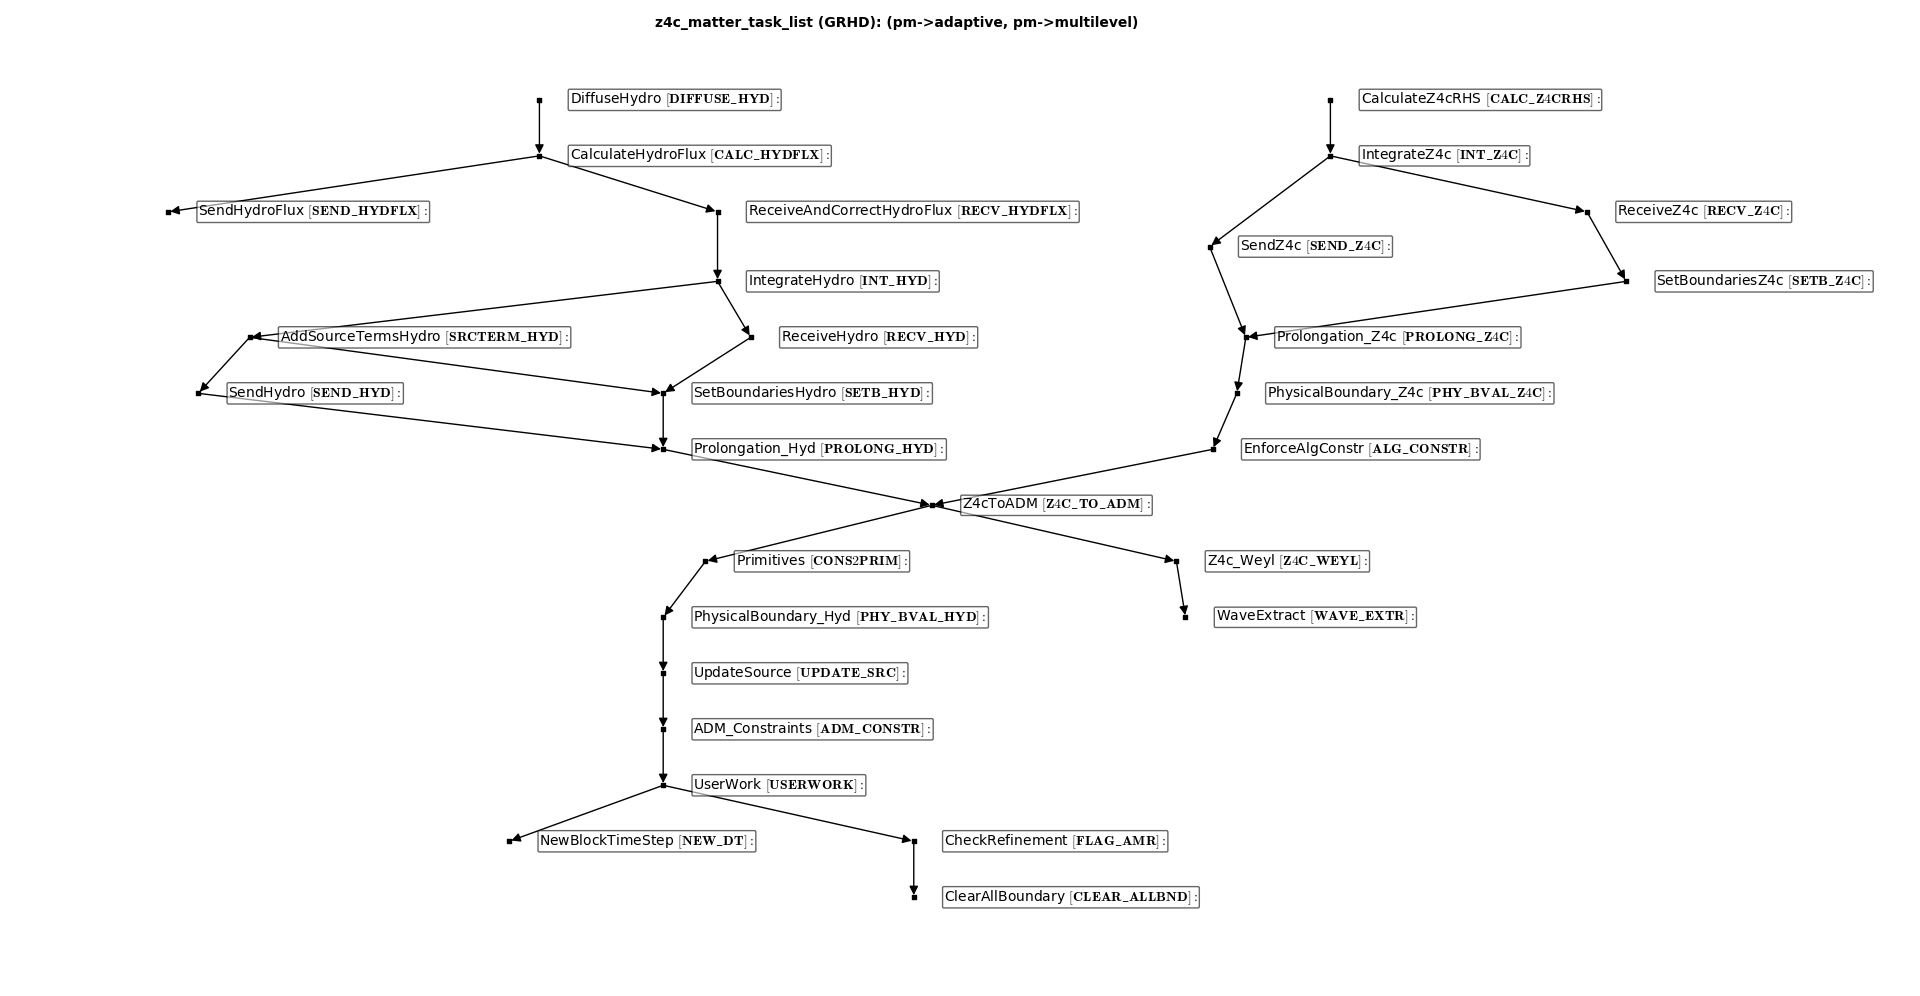 z4c_matter_task_list (GRHD): (pm->adaptive, pm->multilevel)
DiffuseHydro [DIFFUSE_HYD]:
CalculateZ4cRHS [CALC_Z4CRHS]:
CalculateHydroFlux [CALC_HYDFLX]:
IntegrateZ4c [INT_Z4C]:
SendHydroFlux [SEND_HYDFLX]:
ReceiveAndCorrectHydroFlux [RECV_HYDFLX]:
ReceiveZ4c [RECV_Z4C]:
SendZ4c [SEND_Z4C]:
IntegrateHydro [INT_HYD]:
SetBoundariesZ4c [SETB_Z4C]:
AddSourceTermsHydro [SRCTERM_HYD]:
ReceiveHydro [RECV_HYD]:
Prolongation_Z4c [PROLONG_Z4C]:
SendHydro [SEND_HYD]:
SetBoundariesHydro [SETB_HYD]:
PhysicalBoundary_Z4c [PHY_BVAL_Z4C]:
Prolongation_Hyd [PROLONG_HYD]:
EnforceAlgConstr [ALG_CONSTR]:
Z4cToADM [Z4C_TO_ADM]:
Primitives [CONS2PRIM]:
Z4c_Weyl [Z4C_WEYL]:
PhysicalBoundary_Hyd [PHY_BVAL_HYD]:
WaveExtract [WAVE_EXTR]:
UpdateSource [UPDATE_SRC]:
ADM_Constraints [ADM_CONSTR]:
UserWork [USERWORK]:
NewBlockTimeStep [NEW_DT]:
CheckRefinement [FLAG_AMR]:
ClearAllBoundary [CLEAR_ALLBND]: